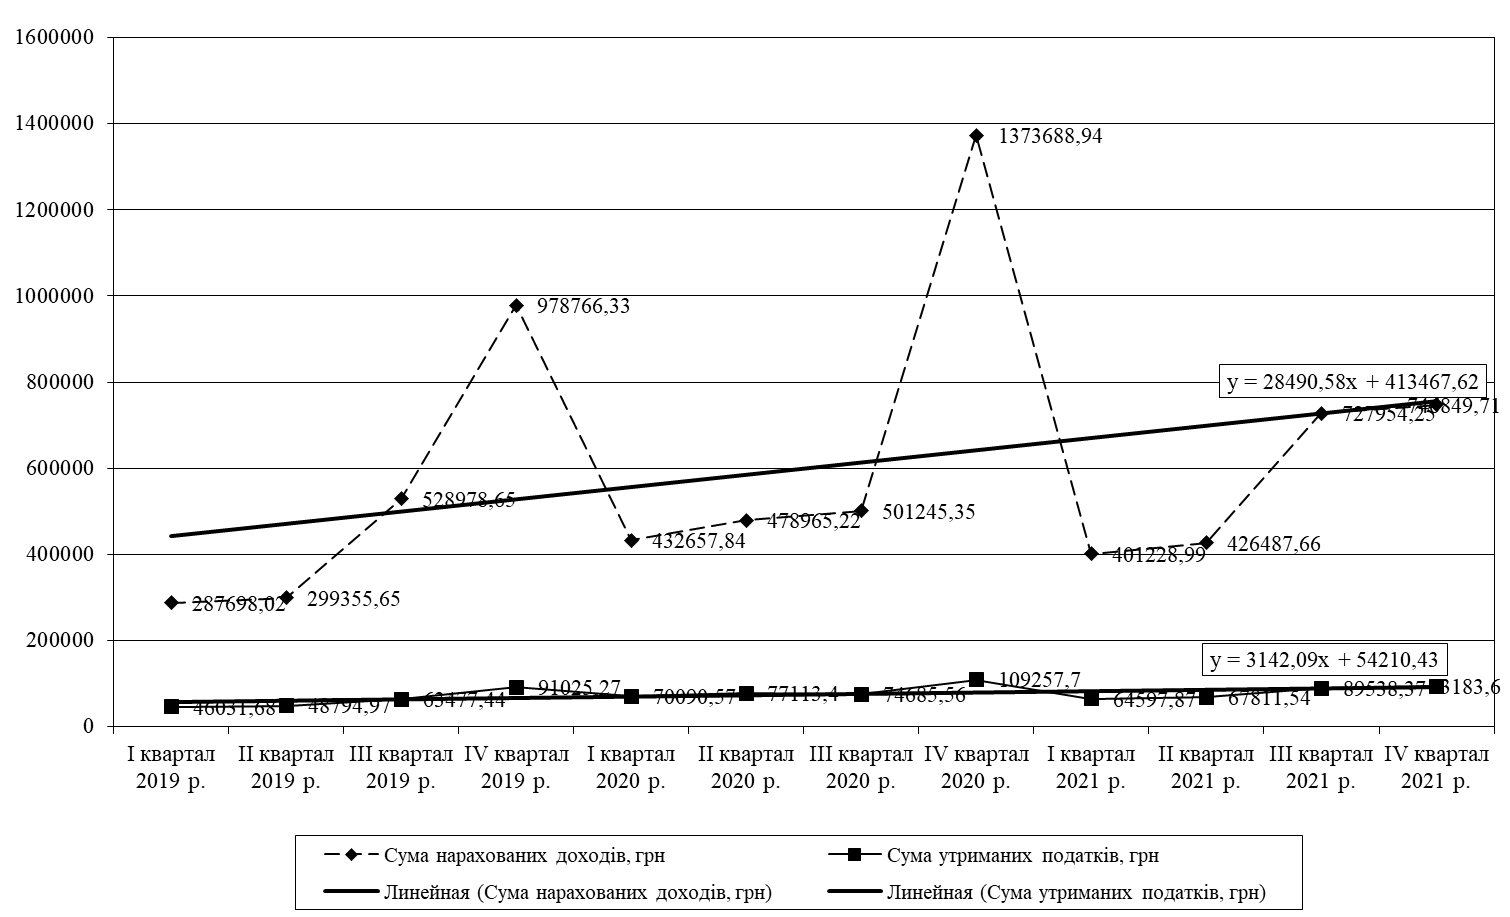 1600000
1400000
1200000
1000000
800000
600000
400000
200000
0
1373688,94
978766,33
y = 28490,58x + 413467,62
727954,25
528978,65
501245,35
478965,22
432657,84
426487,66
401228,99
287698,02
299355,65
y = 3142,09x + 54210,43
109257,7
91025,27
89538,37
77113,4
74685,56
70090,57
67811,54
64597,87
63477,44
48794,97
46031,68
I квартал 2019 р.
II квартал 2019 р.
III квартал 2019 р.
IV квартал 2019 р.
I квартал 2020 р.
II квартал 2020 р.
III квартал 2020 р.
IV квартал 2020 р.
I квартал 2021 р.
II квартал 2021 р.
III квартал 2021 р.
IV квартал 2021 р.
Сума нарахованих доходів, грн
Сума утриманих податків, грн
Линейная (Сума нарахованих доходів, грн)
Линейная (Сума утриманих податків, грн)